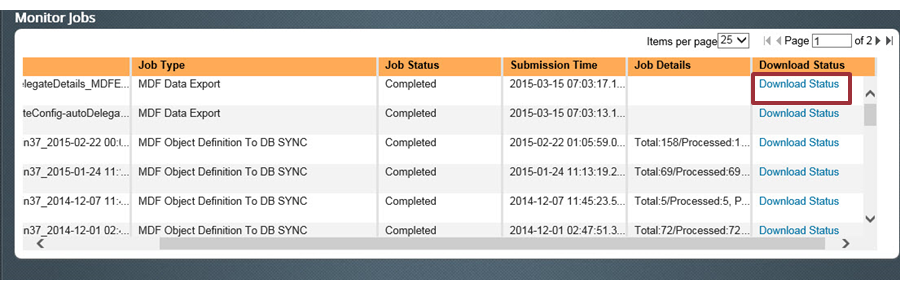 Monitor Jobs
Items per page 25 Page 1 of 2
Job Type Job Status Submission Time Job Details Download Status
legateDetails_MDFE... MDF Data Export Completed 2015-03-15 07:03:17.1... Download Status
teConfig-autoDelega... MDF Data Export Completed 2015-03-15 07:03:13.1... Download Status
n37_2015-02-22 00:(... MDF Object Definition To DB SYNC Completed 2015-02-22 01:05:59.0... Total:158/Processed:1... Download Status
n37_2015-01-24 11:... MDF Object Definition To DB SYNC Completed 2015-01-24 11:13:19.2... Total:69/Processed:69... Download Status
n37_2014-12-07 11:... MDF Object Definition To DB SYNC Completed 2014-12-07 11:45:23.5... Total:5/Processed:5, P... Download Status
n37_2014-12-01 02:... MDF Object Definition To DB SYNC Completed 2014-12-01 02:47:51.3... Total:72/Processed:72... Download Status